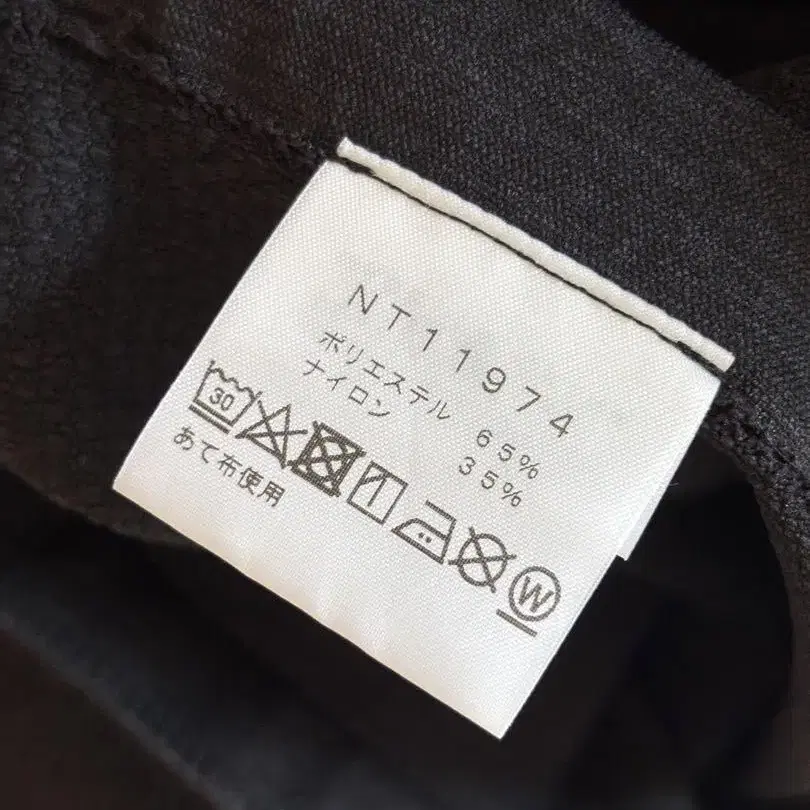 NT11974
ポリエステル 65%
ナイロン 35%
30
W
あて布使用